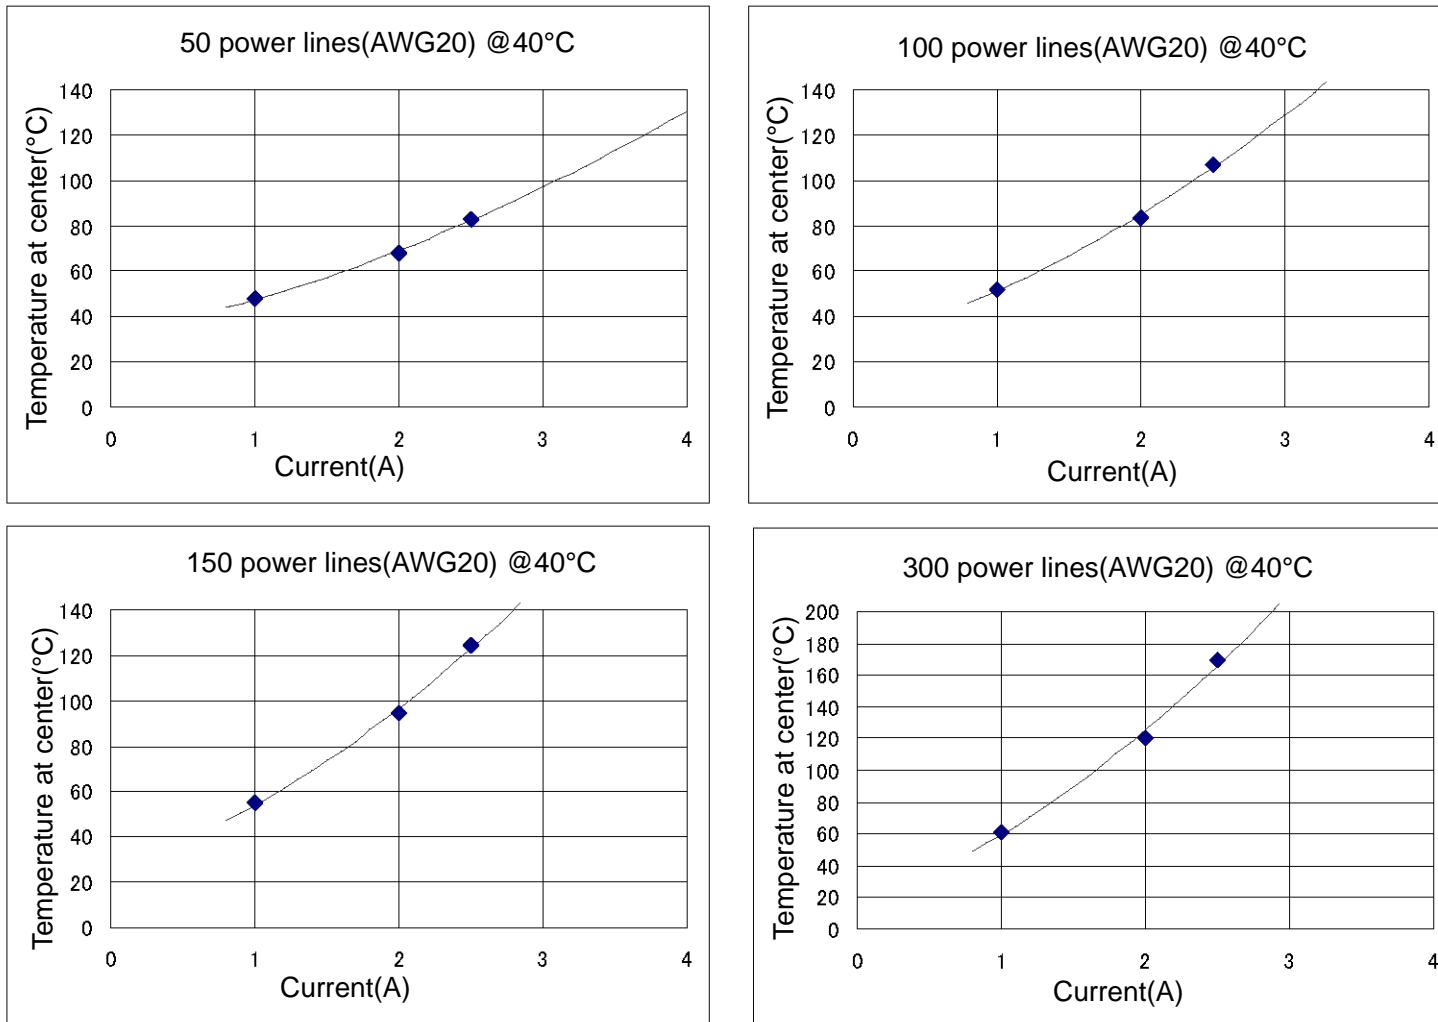 50 power lines(AWG20) @40°C
Temperature at center(°C)
140
120
100
80
60
40
20
0
0 1 2 3 4
Current(A)
100 power lines(AWG20) @40°C
Temperature at center(°C)
140
120
100
80
60
40
20
0
0 1 2 3 4
Current(A)
150 power lines(AWG20) @40°C
Temperature at center(°C)
140
120
100
80
60
40
20
0
0 1 2 3 4
Current(A)
300 power lines(AWG20) @40°C
Temperature at center(°C)
200
180
160
140
120
100
80
60
40
20
0
0 1 2 3 4
Current(A)